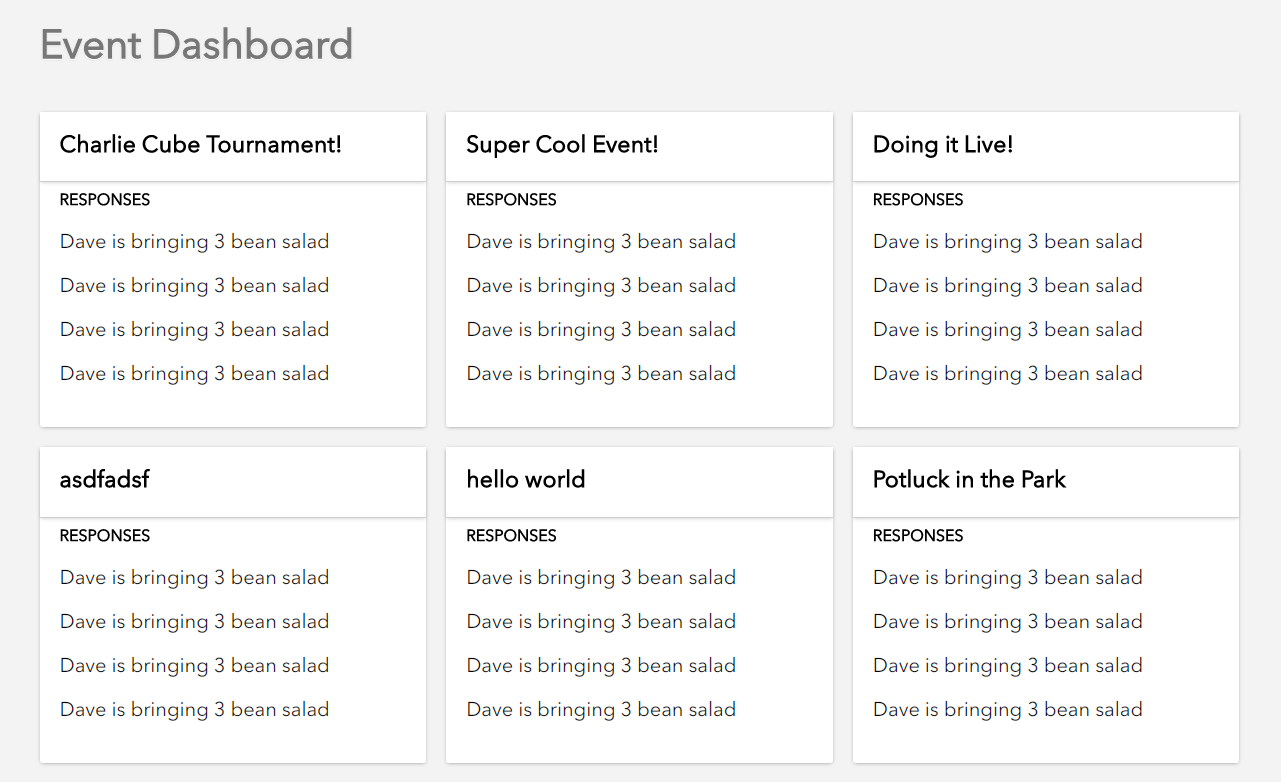 Event Dashboard
Charlie Cube Tournament!
RESPONSES
Dave is bringing 3 bean salad
Dave is bringing 3 bean salad
Dave is bringing 3 bean salad
Dave is bringing 3 bean salad
Super Cool Event!
RESPONSES
Dave is bringing 3 bean salad
Dave is bringing 3 bean salad
Dave is bringing 3 bean salad
Dave is bringing 3 bean salad
Doing it Live!
RESPONSES
Dave is bringing 3 bean salad
Dave is bringing 3 bean salad
Dave is bringing 3 bean salad
Dave is bringing 3 bean salad
asdfadsf
RESPONSES
Dave is bringing 3 bean salad
Dave is bringing 3 bean salad
Dave is bringing 3 bean salad
Dave is bringing 3 bean salad
hello world
RESPONSES
Dave is bringing 3 bean salad
Dave is bringing 3 bean salad
Dave is bringing 3 bean salad
Dave is bringing 3 bean salad
Potluck in the Park
RESPONSES
Dave is bringing 3 bean salad
Dave is bringing 3 bean salad
Dave is bringing 3 bean salad
Dave is bringing 3 bean salad